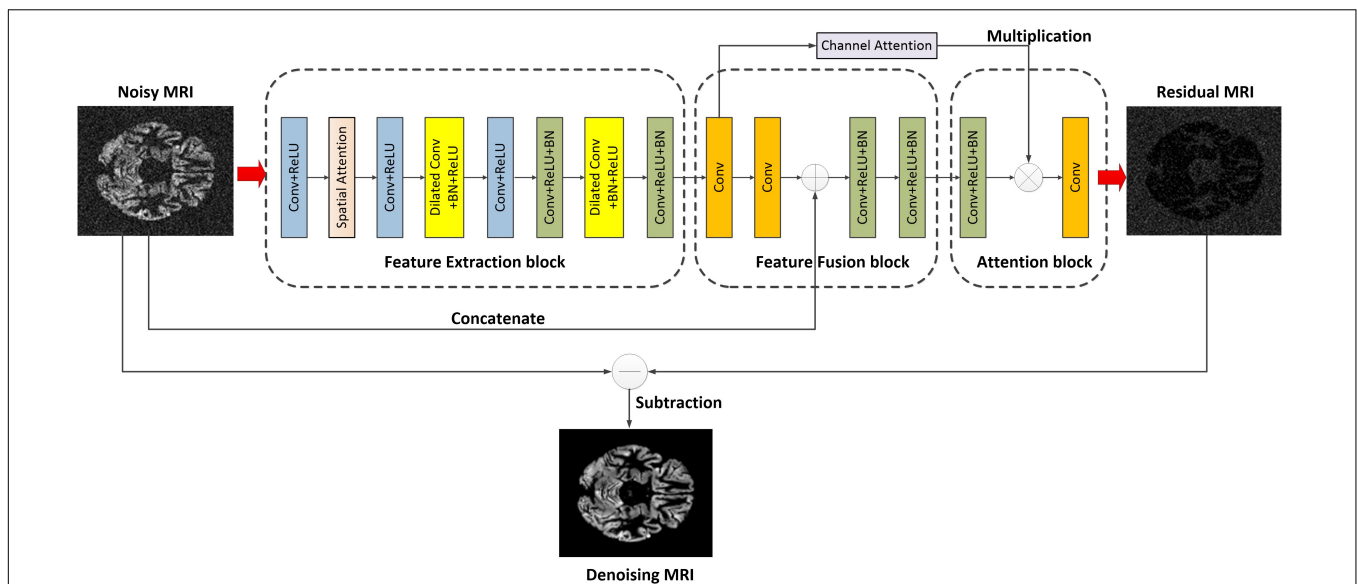 Channel Attention
Multiplication
Noisy MRI
Residual MRI
Conv+ReLU
Spatial Attention
Conv+ReLU
Dilated Conv
+BN+ReLU
Conv+ReLU
Conv+ReLU+BN
Dilated Conv
+BN+ReLU
Conv+ReLU+BN
Conv
Conv
Conv+ReLU+BN
Conv+ReLU+BN
Conv+ReLU+BN
Conv
Feature Extraction block
Feature Fusion block
Attention block
Concatenate
Subtraction
Denoising MRI